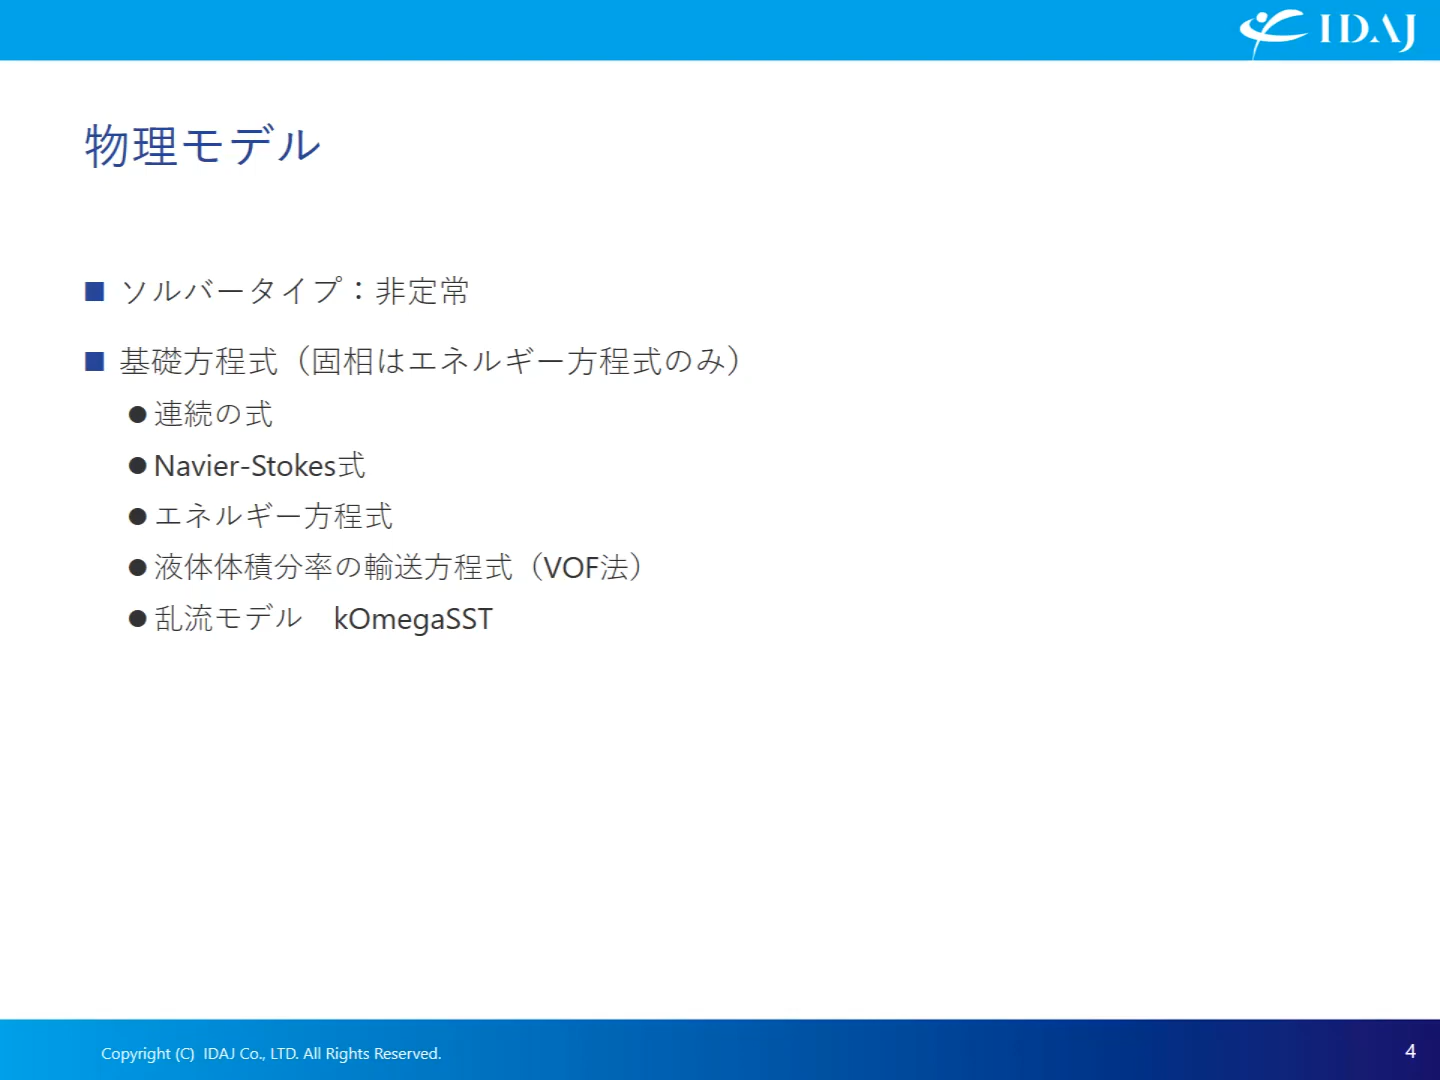 IDAJ
物理モデル
ソルバータイプ：非定常
基礎方程式（固相はエネルギー方程式のみ）
連続の式
Navier-Stokes式
エネルギー方程式
液体体積分率の輸送方程式（VOF法）
乱流モデル　kOmegaSST
Copyright (C)  IDAJ Co., LTD. All Rights Reserved.
4